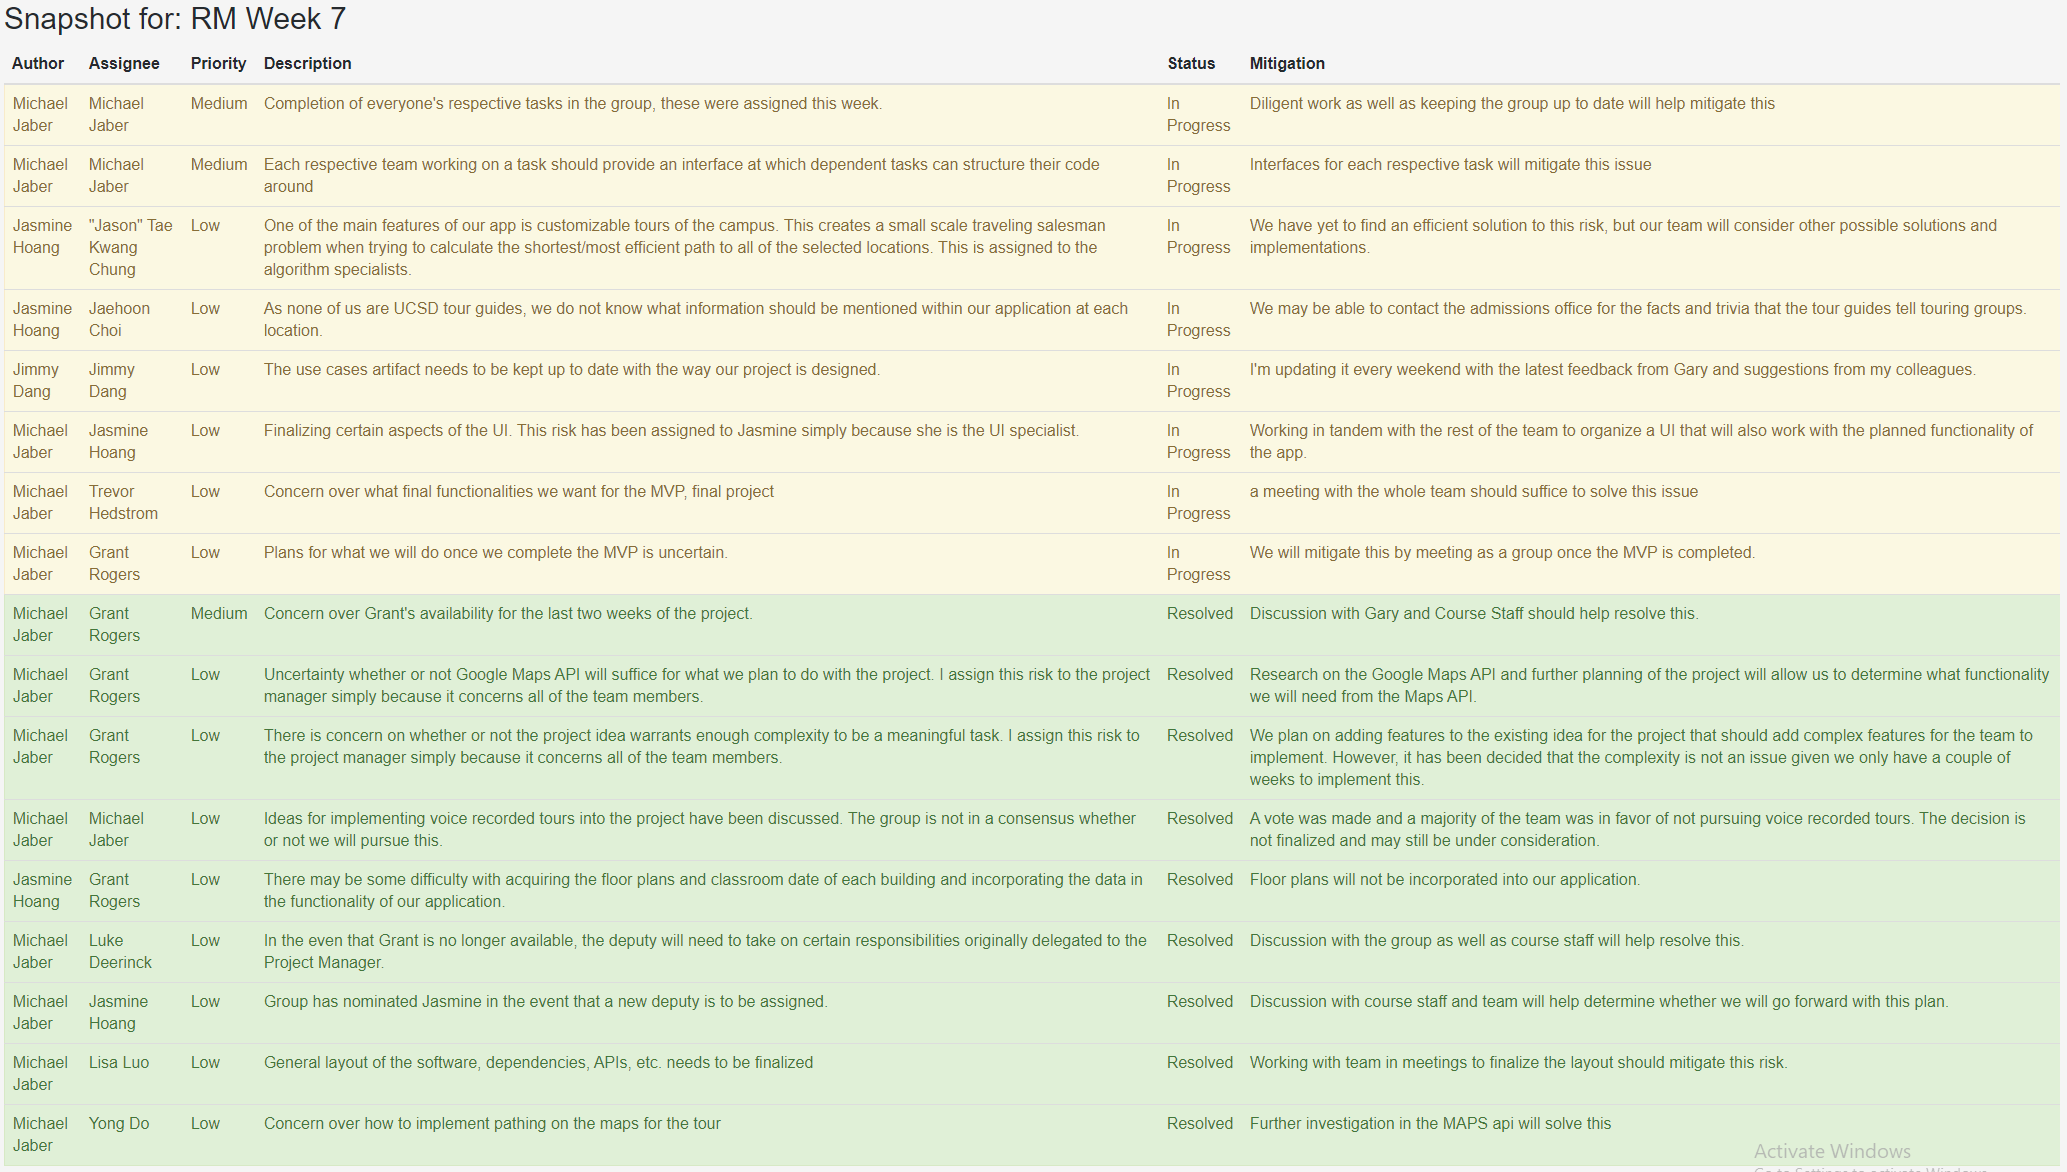 Snapshot for: RM Week 7
Author Assignee Priority Description Status Mitigation
Michael Michael Medium Completion of everyone's respective tasks in the group, these were assigned this week. In Diligent work as well as keeping the group up to date will help mitigate this
Jaber Jaber Progress
Michael Michael Medium Each respective team working on a task should provide an interface at which dependent tasks can structure their code In Interfaces for each respective task will mitigate this issue
Jaber Jaber around Progress
Jasmine "Jason" Tae Low One of the main features of our app is customizable tours of the campus. This creates a small scale traveling salesman In We have yet to find an efficient solution to this risk, but our team will consider other possible solutions and
Hoang Kwang problem when trying to calculate the shortest/most efficient path to all of the selected locations. This is assigned to the Progress implementations.
Chung algorithm specialists.
Jasmine Jaehoon Low As none of us are UCSD tour guides, we do not know what information should be mentioned within our application at each In We may be able to contact the admissions office for the facts and trivia that the tour guides tell touring groups.
Hoang Choi location. Progress
Jimmy Jimmy Low The use cases artifact needs to be kept up to date with the way our project is designed. In I'm updating it every weekend with the latest feedback from Gary and suggestions from my colleagues.
Dang Dang Progress
Michael Jasmine Low Finalizing certain aspects of the UI. This risk has been assigned to Jasmine simply because she is the UI specialist. In Working in tandem with the rest of the team to organize a UI that will also work with the planned functionality of
Jaber Hoang Progress the app.
Michael Trevor Low Concern over what final functionalities we want for the MVP, final project In a meeting with the whole team should suffice to solve this issue
Jaber Hedstrom Progress
Michael Grant Low Plans for what we will do once we complete the MVP is uncertain. In We will mitigate this by meeting as a group once the MVP is completed.
Jaber Rogers Progress
Michael Grant Medium Concern over Grant's availability for the last two weeks of the project. Resolved Discussion with Gary and Course Staff should help resolve this.
Jaber Rogers
Michael Grant Low Uncertainty whether or not Google Maps API will suffice for what we plan to do with the project. I assign this risk to the project Resolved Research on the Google Maps API and further planning of the project will allow us to determine what functionality
Jaber Rogers manager simply because it concerns all of the team members. we will need from the Maps API.
Michael Grant Low There is concern on whether or not the project idea warrants enough complexity to be a meaningful task. I assign this risk to Resolved We plan on adding features to the existing idea for the project that should add complex features for the team to
Jaber Rogers the project manager simply because it concerns all of the team members. implement. However, it has been decided that the complexity is not an issue given we only have a couple of
weeks to implement this.
Michael Michael Low Ideas for implementing voice recorded tours into the project have been discussed. The group is not in a consensus whether Resolved A vote was made and a majority of the team was in favor of not pursuing voice recorded tours. The decision is
Jaber Jaber or not we will pursue this. not finalized and may still be under consideration.
Jasmine Grant Low There may be some difficulty with acquiring the floor plans and classroom date of each building and incorporating the data in Resolved Floor plans will not be incorporated into our application.
Hoang Rogers the functionality of our application.
Michael Luke Low In the even that Grant is no longer available, the deputy will need to take on certain responsibilities originally delegated to the Resolved Discussion with the group as well as course staff will help resolve this.
Jaber Deerinck Project Manager.
Michael Jasmine Low Group has nominated Jasmine in the event that a new deputy is to be assigned. Resolved Discussion with course staff and team will help determine whether we will go forward with this plan.
Jaber Hoang
Michael Lisa Luo Low General layout of the software, dependencies, APIs, etc. needs to be finalized Resolved Working with team in meetings to finalize the layout should mitigate this risk.
Jaber
Michael Yong Do Low Concern over how to implement pathing on the maps for the tour Resolved Further investigation in the MAPS api will solve this
Jaber
Activate Windows